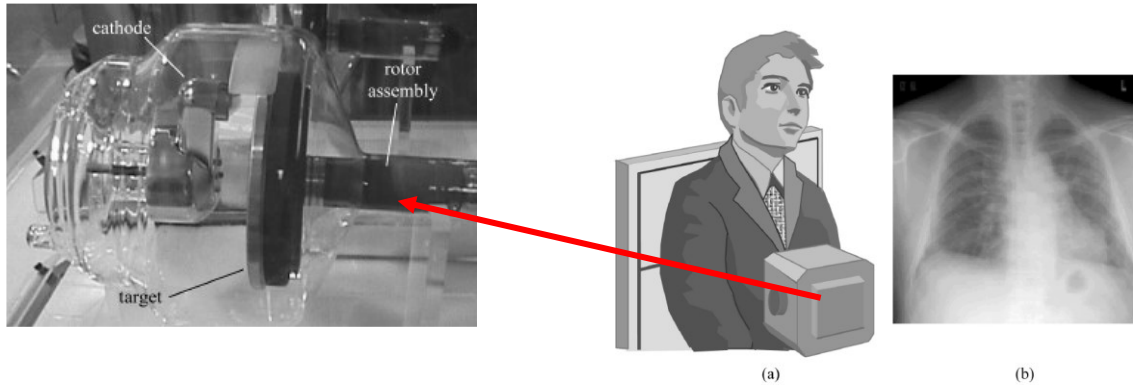 cathode
rotor
assembly
target
L
(a)
(b)